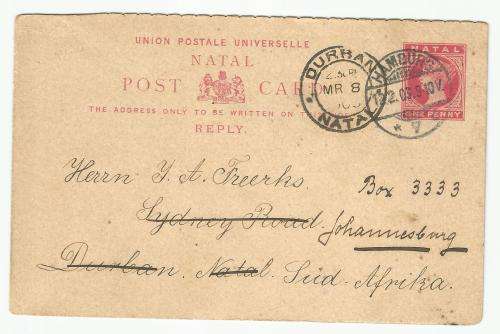 UNION POSTALE UNIVERSELLE
NATAL
POST CARD
THE ADDRESS ONLY TO BE WRITTEN ON
REPLY.
NATAL
ONE PENNY
DURBAN
MR 8
NATAL
HAMBURG
Herrn Y. A. Freerks
Box 3333
Sydney Road
Johannesburg
Durban. Natal. Süd-Afrika.